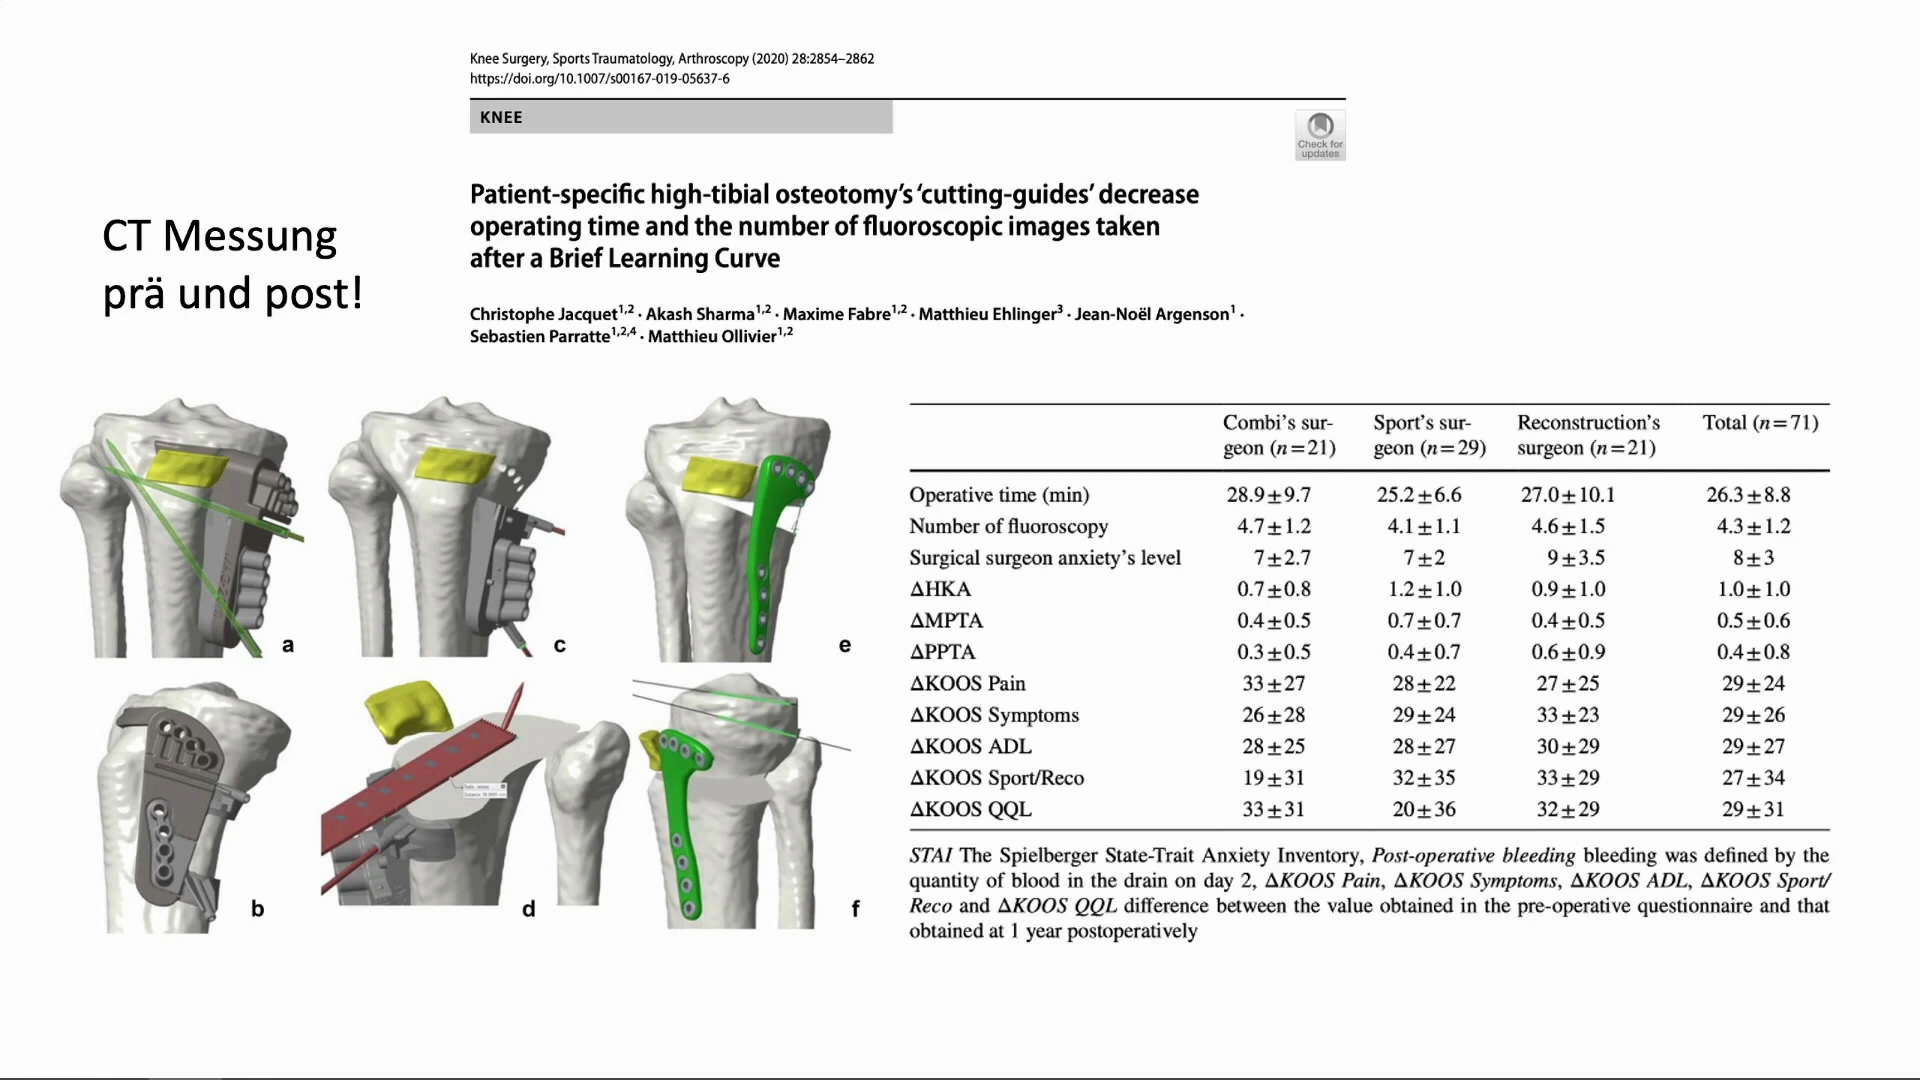 Knee Surgery, Sports Traumatology, Arthroscopy (2020) 28:2854–2862
https://doi.org/10.1007/s00167-019-05637-6
KNEE
Check for
updates
CT Messung
prä und post!
Patient-specific high-tibial osteotomy's 'cutting-guides' decrease
operating time and the number of fluoroscopic images taken
after a Brief Learning Curve
Christophe Jacquet1,2 · Akash Sharma1,2 · Maxime Fabre1,2 · Matthieu Ehlinger3 · Jean-Noël Argenson1 ·
Sebastien Parratte1,2,4 · Matthieu Ollivier1,2
a
c
e
b
d
f
Combi's sur-
geon (n=21)
Sport's sur-
geon (n=29)
Reconstruction's
surgeon (n=21)
Total (n=71)
Operative time (min) 28.9±9.7 25.2±6.6 27.0±10.1 26.3±8.8
Number of fluoroscopy 4.7±1.2 4.1±1.1 4.6±1.5 4.3±1.2
Surgical surgeon anxiety's level 7±2.7 7±2 9±3.5 8±3
ΔHKA 0.7±0.8 1.2±1.0 0.9±1.0 1.0±1.0
ΔMPTA 0.4±0.5 0.7±0.7 0.4±0.5 0.5±0.6
ΔPPTA 0.3±0.5 0.4±0.7 0.6±0.9 0.4±0.8
ΔKOOS Pain 33±27 28±22 27±25 29±24
ΔKOOS Symptoms 26±28 29±24 33±23 29±26
ΔKOOS ADL 28±25 28±27 30±29 29±27
ΔKOOS Sport/Reco 19±31 32±35 33±29 27±34
ΔKOOS QQL 33±31 20±36 32±29 29±31
STAI The Spielberger State-Trait Anxiety Inventory, Post-operative bleeding bleeding was defined by the
quantity of blood in the drain on day 2, ΔKOOS Pain, ΔKOOS Symptoms, ΔKOOS ADL, ΔKOOS Sport/
Reco and ΔKOOS QQL difference between the value obtained in the pre-operative questionnaire and that
obtained at 1 year postoperatively